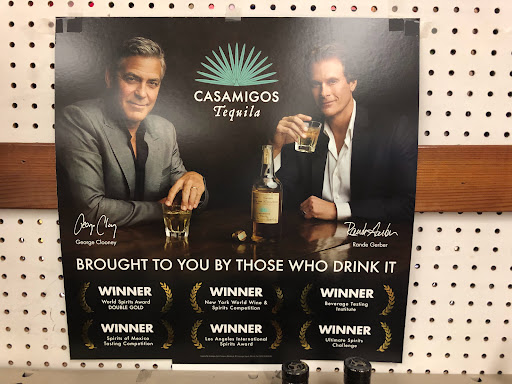 CASAMIGOS
Tequila
George Clooney
Rande Gerber
BROUGHT TO YOU BY THOSE WHO DRINK IT
WINNER
World Spirits Award
DOUBLE GOLD
WINNER
New York World Wine &
Spirits Competition
WINNER
Beverage Testing
Institute
WINNER
Spirits of Mexico
Tasting Competition
WINNER
Los Angeles International
Spirits Award
WINNER
Ultimate Spirits
Challenge